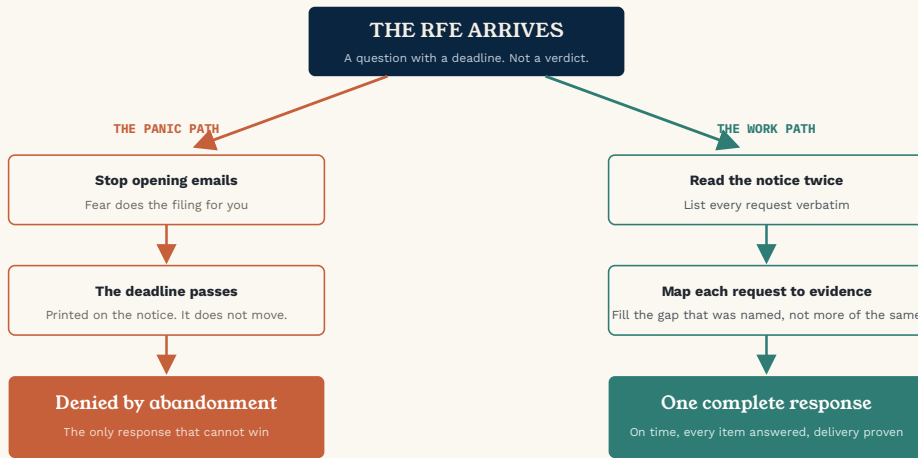 THE RFE ARRIVES
A question with a deadline. Not a verdict.
THE PANIC PATH
Stop opening emails
Fear does the filing for you
The deadline passes
Printed on the notice. It does not move.
Denied by abandonment
The only response that cannot win
THE WORK PATH
Read the notice twice
List every request verbatim
Map each request to evidence
Fill the gap that was named, not more of the same
One complete response
On time, every item answered, delivery proven